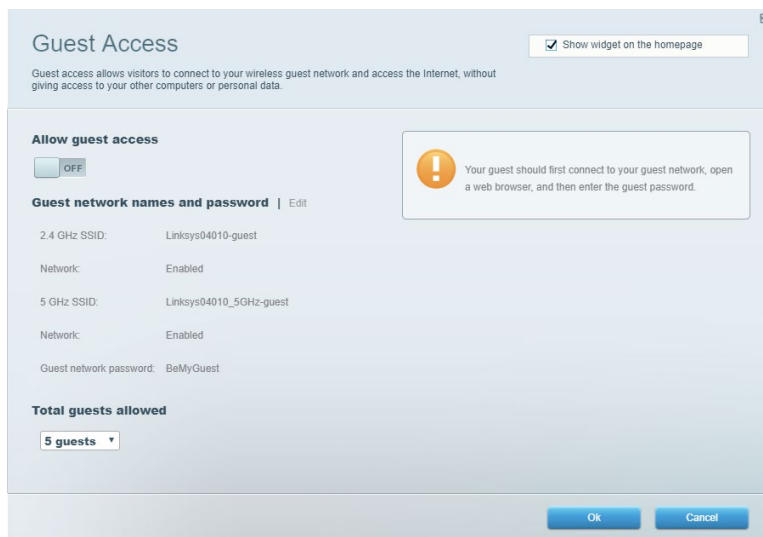 Guest Access
Show widget on the homepage
Guest access allows visitors to connect to your wireless guest network and access the Internet, without
giving access to your other computers or personal data.
Allow guest access
OFF
Your guest should first connect to your guest network, open
a web browser, and then enter the guest password.
Guest network names and password | Edit
2.4 GHz SSID: Linksys04010-guest
Network: Enabled
5 GHz SSID: Linksys04010_5GHz-guest
Network: Enabled
Guest network password: BeMyGuest
Total guests allowed
5 guests
Ok Cancel